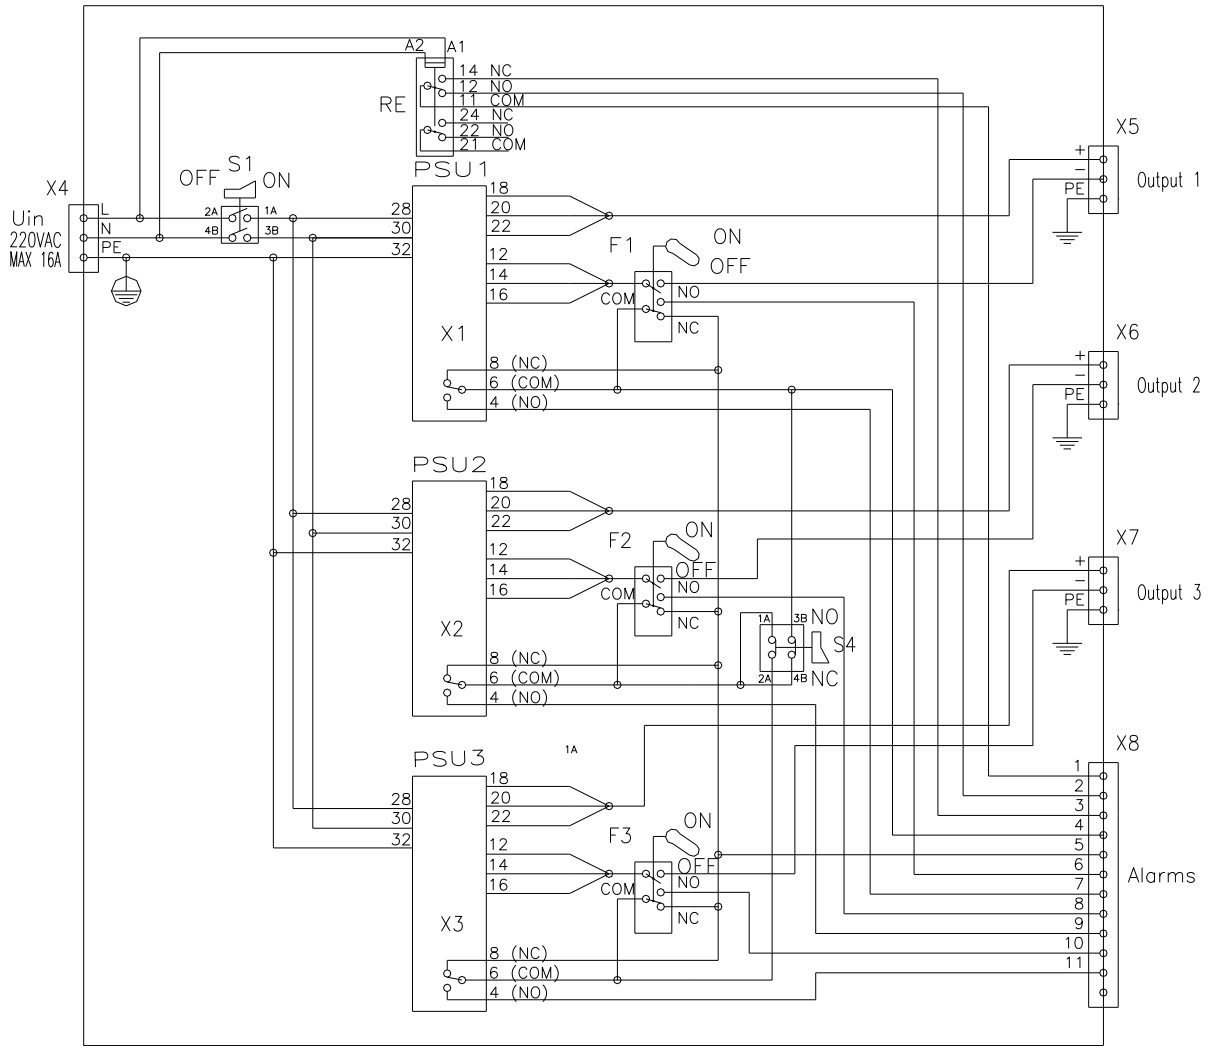 A2 A1
14 NC
12 NO
11 COM
24 NC
22 NO
21 COM
RE
X5
+
−
PE
Output 1
S1
OFF ON
X4
Uin
220VAC
MAX 16A
L
N
PE
2A 1A
4B 3B
PSU1
28
30
32
18
20
22
12
14
16
X1
8 (NC)
6 (COM)
4 (NO)
F1
ON
OFF
COM
NO
NC
X6
+
−
PE
Output 2
PSU2
28
30
32
18
20
22
12
14
16
X2
8 (NC)
6 (COM)
4 (NO)
F2
ON
OFF
COM
NO
NC
1A 3B NO
S4
2A 4B NC
X7
+
−
PE
Output 3
1A
PSU3
28
30
32
18
20
22
12
14
16
X3
8 (NC)
6 (COM)
4 (NO)
F3
ON
OFF
COM
NO
NC
X8
1
2
3
4
5
6
7
8
9
10
11
Alarms